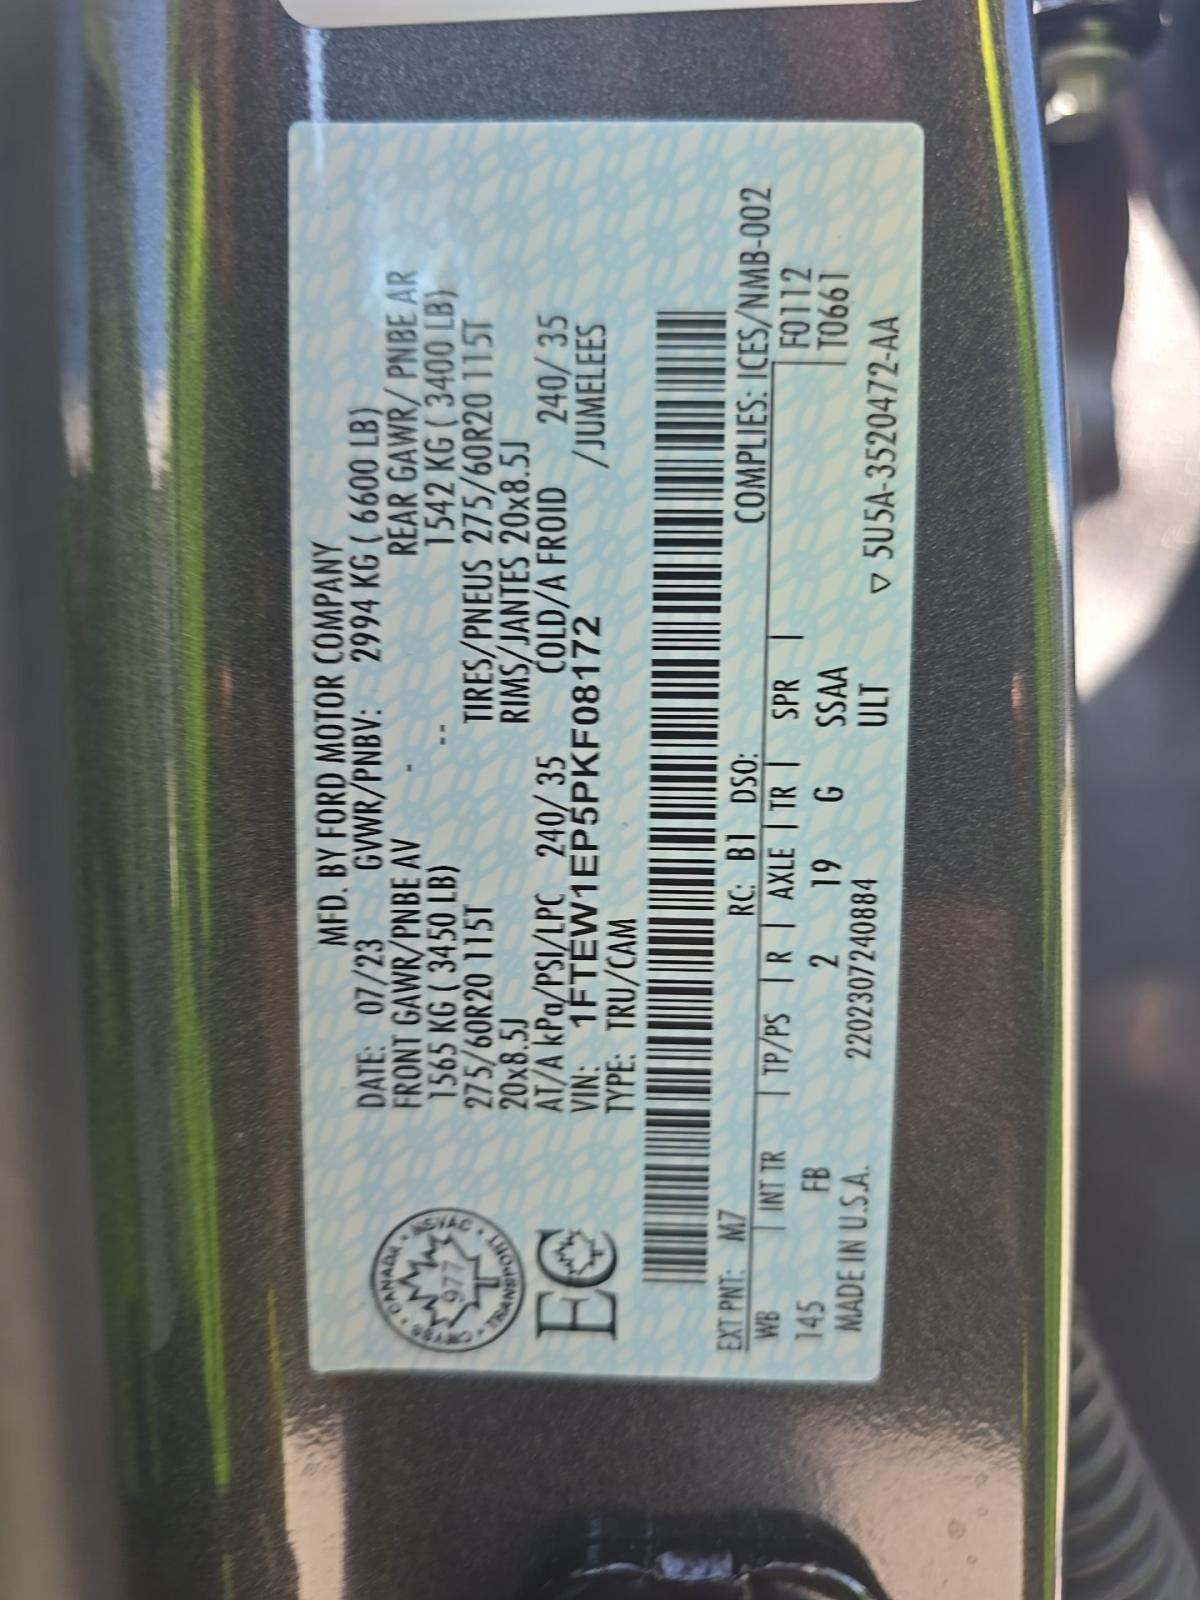 MFD. BY FORD MOTOR COMPANY
DATE: 07/23 GVWR/PNBV: 2994 KG ( 6600 LB)
FRONT GAWR/PNBE AV - REAR GAWR/ PNBE AR
1565 KG ( 3450 LB) -- 1542 KG ( 3400 LB)
275/60R20 115T TIRES/PNEUS 275/60R20 115T
20x8.5J RIMS/JANTES 20x8.5J
AT/A kPa/PSI/LPC 240/ 35 COLD/A FROID 240/ 35
VIN: 1FTEW1EP5PKF08172 /JUMELEES
TYPE: TRU/CAM
CANADA
977
TRANSPORT
EC
RC: B1 DSO: COMPLIES: ICES/NMB-002
EXT PNT: M7
WB | INT TR | TP/PS | R | AXLE | TR | SPR | F0112
145 FB 2 19 G SSAA T0661
MADE IN U.S.A. 2202307240884 ULT ▽ 5U5A-3520472-AA